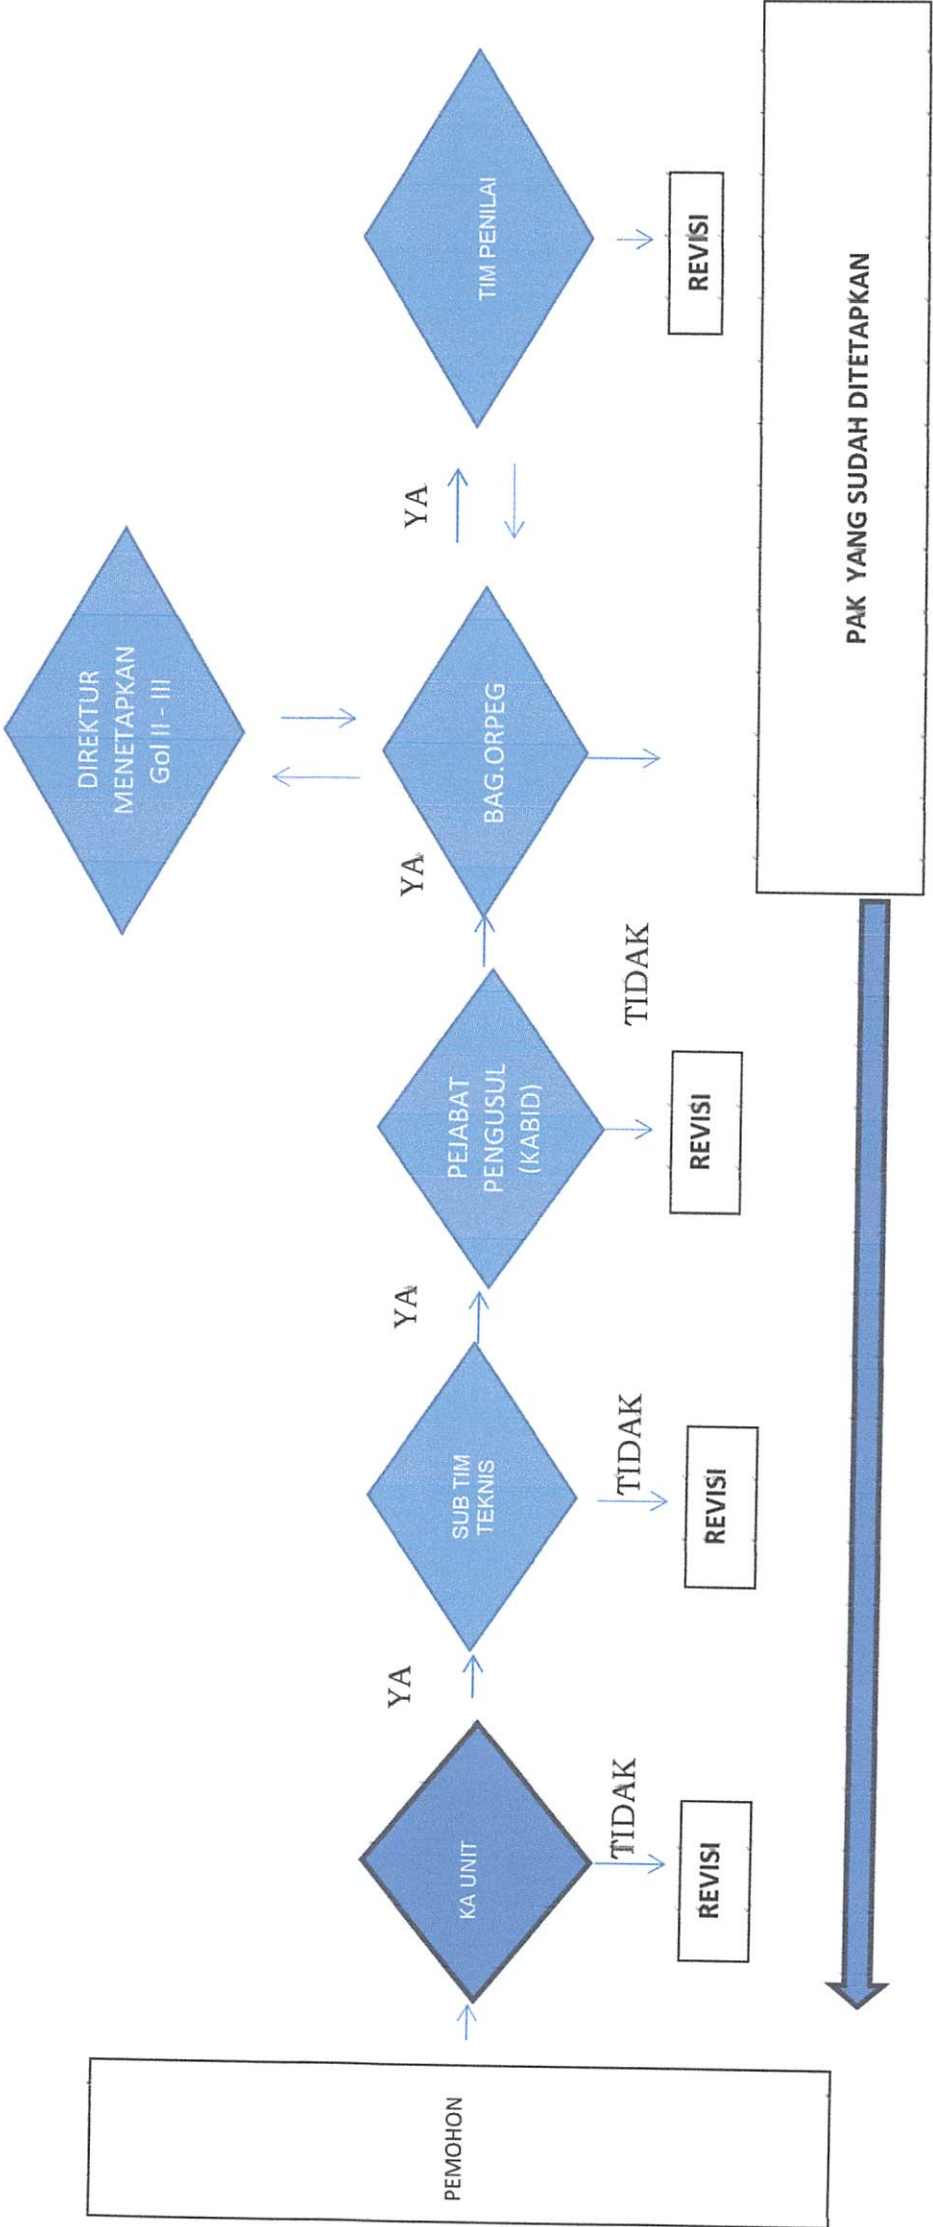 PEMOHON
KA UNIT
YA
TIDAK
REVISI
SUB TIM
TEKNIS
YA
TIDAK
REVISI
PEJABAT
PENGUSUL
(KABID)
YA
TIDAK
REVISI
BAG.ORPEG
DIREKTUR
MENETAPKAN
Gol II - III
YA
TIM PENILAI
REVISI
PAK YANG SUDAH DITETAPKAN